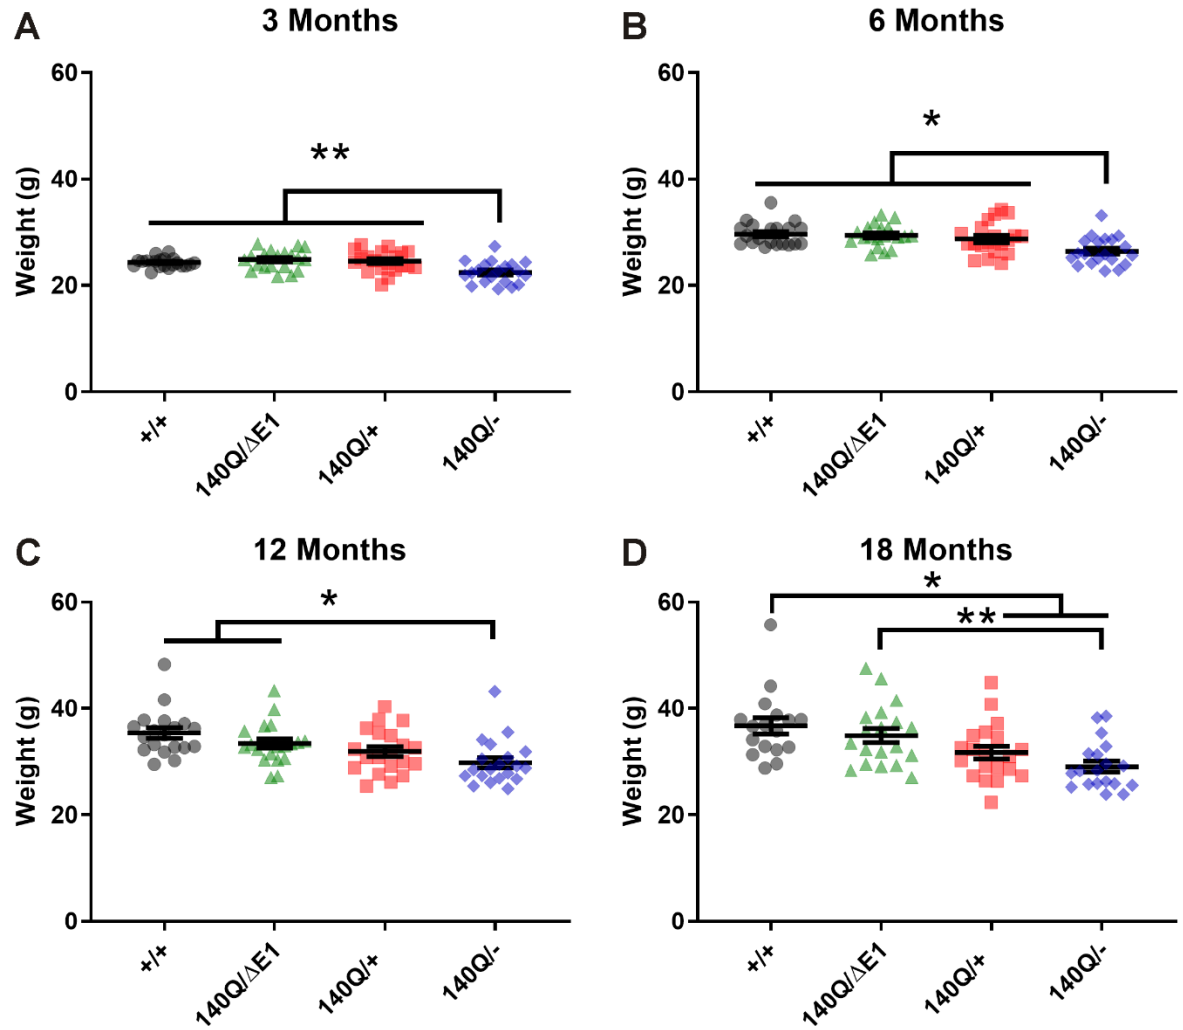 A
3 Months
60
**
40
Weight (g)
20
0
+/+
140Q/ΔE1
140Q/+
140Q/-
B
6 Months
60
*
40
Weight (g)
20
0
+/+
140Q/ΔE1
140Q/+
140Q/-
C
12 Months
60
*
40
Weight (g)
20
0
+/+
140Q/ΔE1
140Q/+
140Q/-
D
18 Months
*
60
**
40
Weight (g)
20
0
+/+
140Q/ΔE1
140Q/+
140Q/-